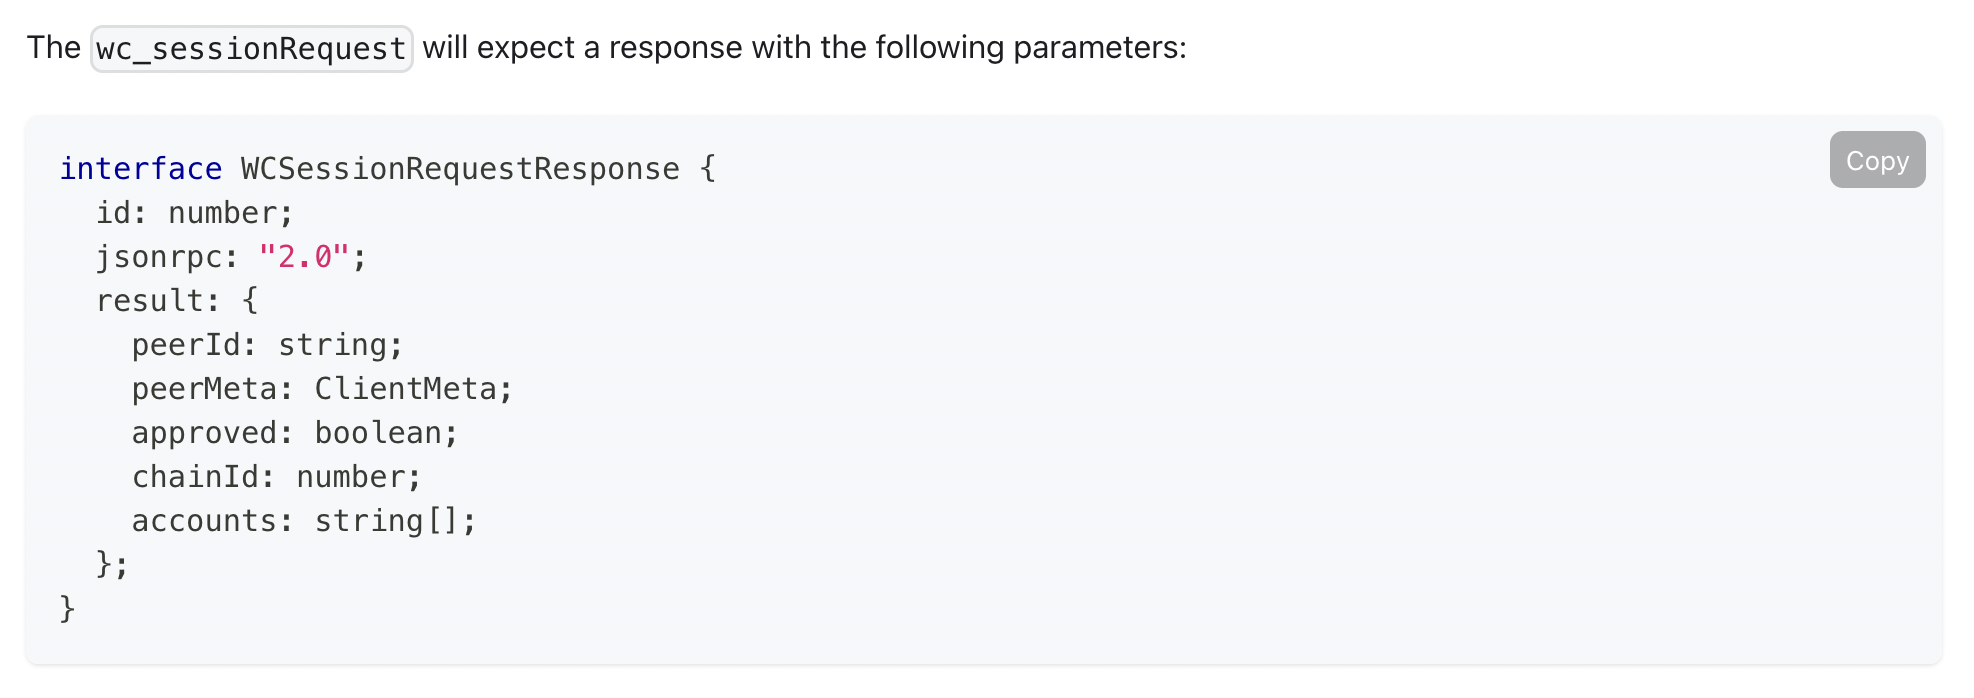 The wc_sessionRequest will expect a response with the following parameters:
Copy
interface WCSessionRequestResponse {
  id: number;
  jsonrpc: "2.0";
  result: {
    peerId: string;
    peerMeta: ClientMeta;
    approved: boolean;
    chainId: number;
    accounts: string[];
  };
}